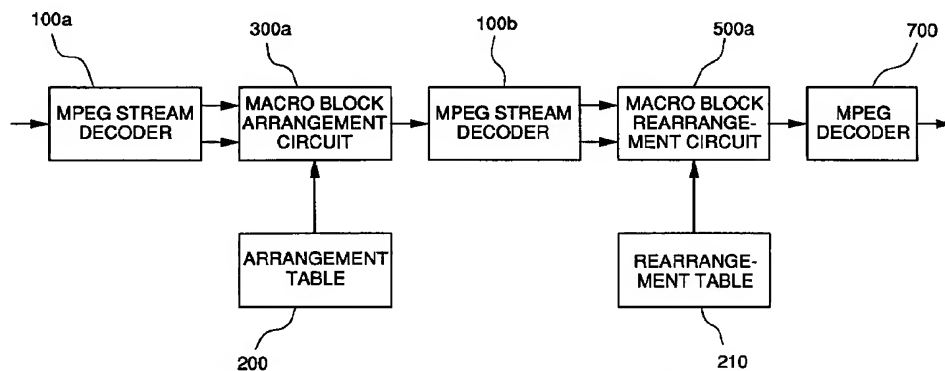 100a
300a
100b
500a
700
MPEG STREAM
DECODER
MACRO BLOCK
ARRANGEMENT
CIRCUIT
MPEG STREAM
DECODER
MACRO BLOCK
REARRANGE-
MENT CIRCUIT
MPEG
DECODER
ARRANGEMENT
TABLE
REARRANGE-
MENT TABLE
200
210